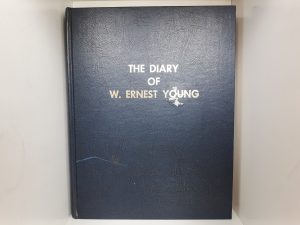 THE DIARY
OF
W. ERNEST YOUNG